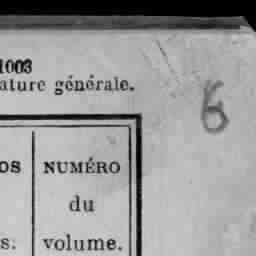 1003
ature générale.
6
os NUMÉRO
du
s. volume.